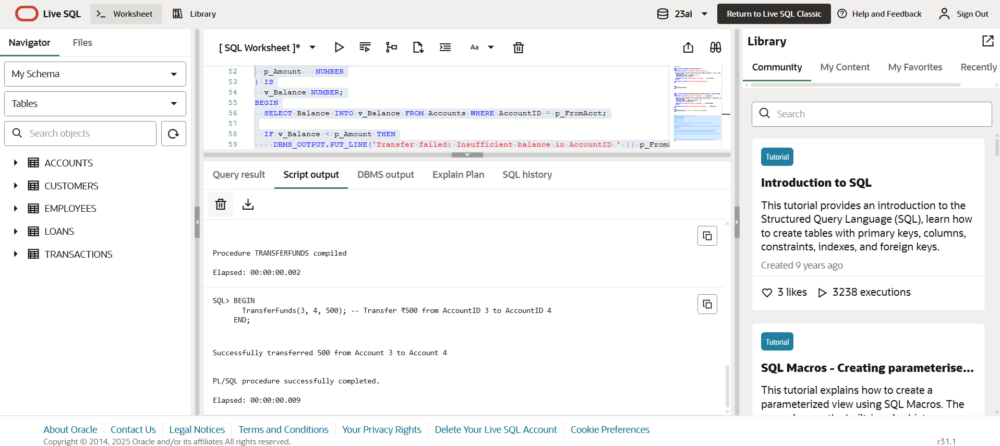 Live SQL
Worksheet
Library
23ai
Return to Live SQL Classic
Help and Feedback
Sign Out
Navigator
Files
My Schema
Tables
Search objects
ACCOUNTS
CUSTOMERS
EMPLOYEES
LOANS
TRANSACTIONS
[ SQL Worksheet ]*
Aa
52 p_Amount NUMBER
53 ) IS
54 v_Balance NUMBER;
55 BEGIN
56 SELECT Balance INTO v_Balance FROM Accounts WHERE AccountID = p_FromAcct;
57
58 IF v_Balance < p_Amount THEN
59 DBMS_OUTPUT.PUT_LINE('Transfer failed: Insufficient balance in AccountID ' || p_FromA
Query result
Script output
DBMS output
Explain Plan
SQL history
Procedure TRANSFERFUNDS compiled
Elapsed: 00:00:00.002
SQL> BEGIN
TransferFunds(3, 4, 500); -- Transfer ₹500 from AccountID 3 to AccountID 4
END;
Successfully transferred 500 from Account 3 to Account 4
PL/SQL procedure successfully completed.
Elapsed: 00:00:00.009
Library
Community
My Content
My Favorites
Recently
Search
Tutorial
Introduction to SQL
This tutorial provides an introduction to the
Structured Query Language (SQL), learn how
to create tables with primary keys, columns,
constraints, indexes, and foreign keys.
Created 9 years ago
3 likes
3238 executions
Tutorial
SQL Macros - Creating parameterise...
This tutorial explains how to create a
parameterized view using SQL Macros. The
About Oracle
Contact Us
Legal Notices
Terms and Conditions
Your Privacy Rights
Delete Your Live SQL Account
Cookie Preferences
Copyright © 2014, 2025 Oracle and/or its affiliates All rights reserved.
r31.1